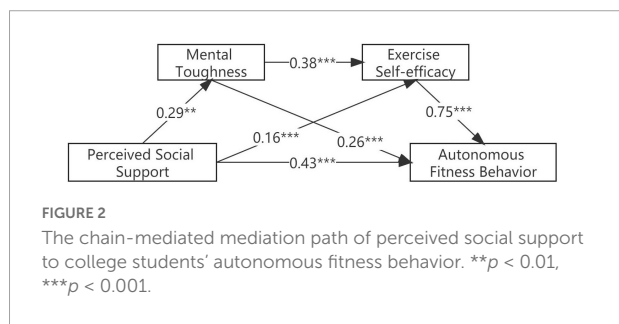 Mental
Toughness
0.38***
Exercise
Self-efficacy
0.29**
0.16***
0.26***
0.75***
Perceived Social
Support
0.43***
Autonomous
Fitness Behavior
FIGURE 2
The chain-mediated mediation path of perceived social support
to college students’ autonomous fitness behavior. **p < 0.01,
***p < 0.001.